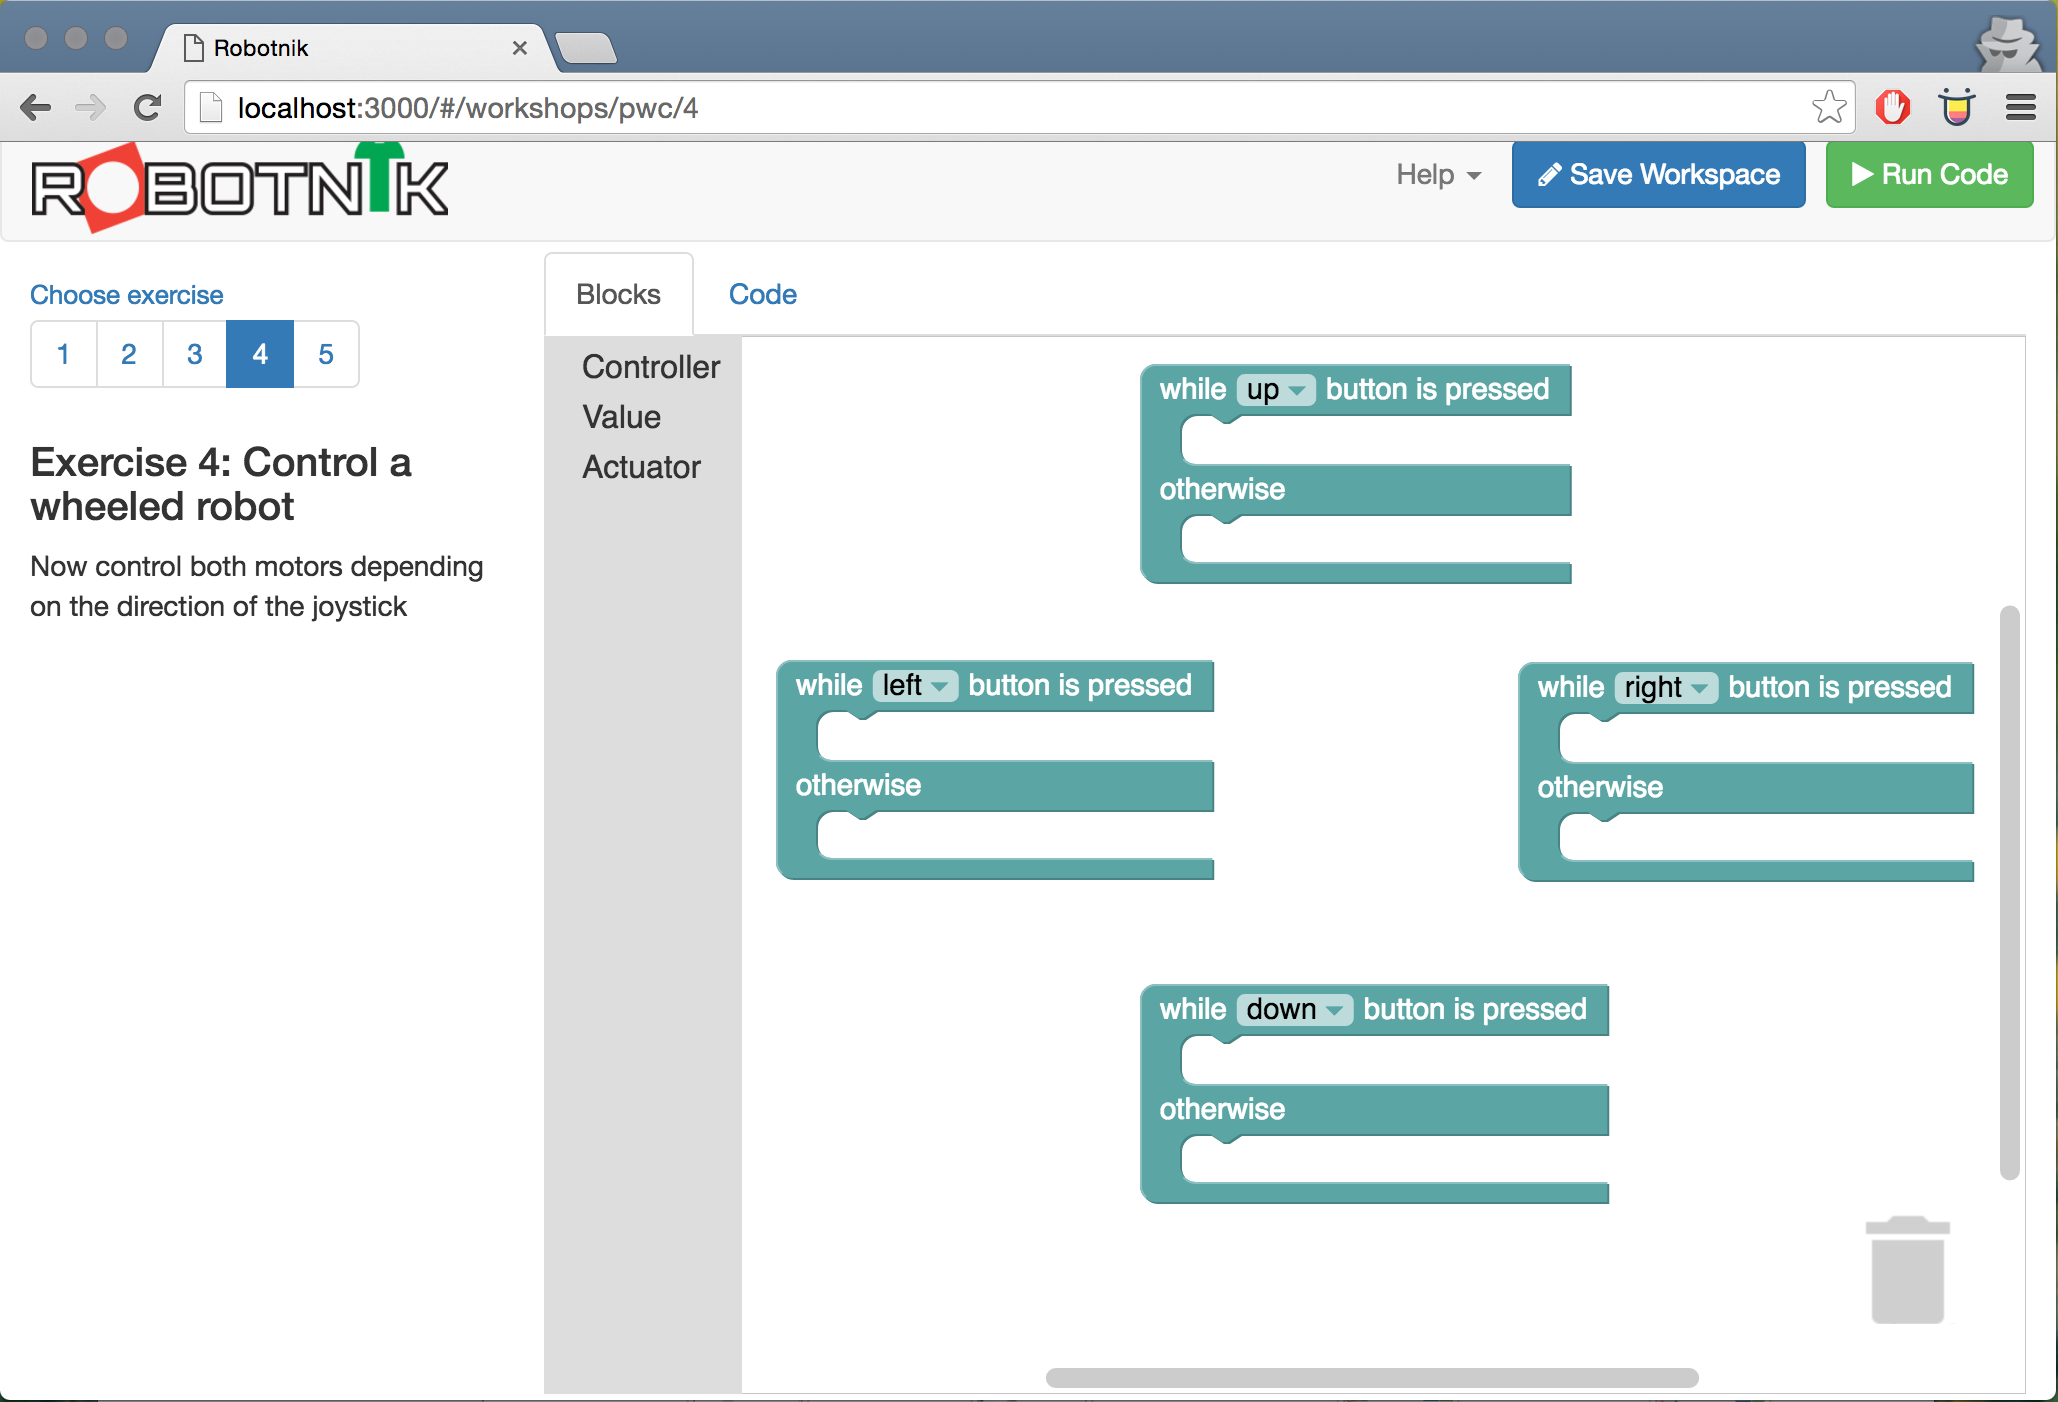 Robotnik
localhost:3000/#/workshops/pwc/4
ROBOTNIK
Help
Save Workspace
Run Code
Choose exercise
1 2 3 4 5
Exercise 4: Control a
wheeled robot
Now control both motors depending
on the direction of the joystick
Blocks
Code
Controller
Value
Actuator
while up button is pressed
otherwise
while left button is pressed
otherwise
while right button is pressed
otherwise
while down button is pressed
otherwise